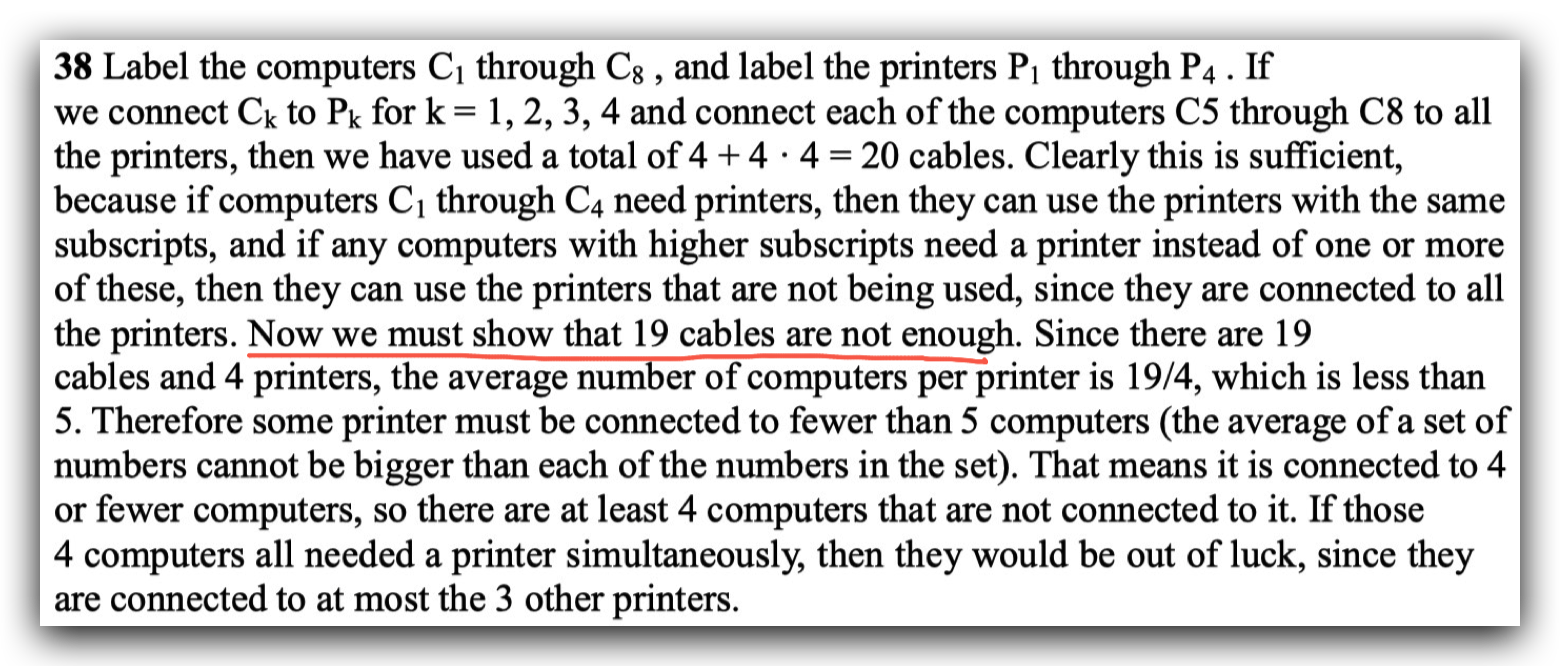 38 Label the computers C₁ through C₈ , and label the printers P₁ through P₄ . If
we connect Cₖ to Pₖ for k = 1, 2, 3, 4 and connect each of the computers C5 through C8 to all
the printers, then we have used a total of 4 + 4 · 4 = 20 cables. Clearly this is sufficient,
because if computers C₁ through C₄ need printers, then they can use the printers with the same
subscripts, and if any computers with higher subscripts need a printer instead of one or more
of these, then they can use the printers that are not being used, since they are connected to all
the printers. Now we must show that 19 cables are not enough. Since there are 19
cables and 4 printers, the average number of computers per printer is 19/4, which is less than
5. Therefore some printer must be connected to fewer than 5 computers (the average of a set of
numbers cannot be bigger than each of the numbers in the set). That means it is connected to 4
or fewer computers, so there are at least 4 computers that are not connected to it. If those
4 computers all needed a printer simultaneously, then they would be out of luck, since they
are connected to at most the 3 other printers.